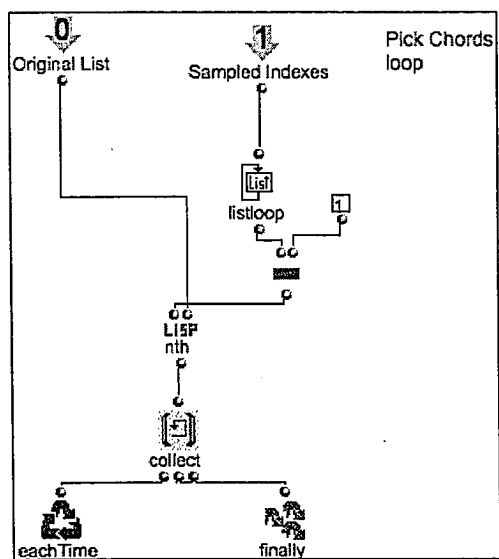 0
1
Pick Chords
loop
Original List
Sampled Indexes
List
listloop
1
LISP
nth
collect
eachTime
finally